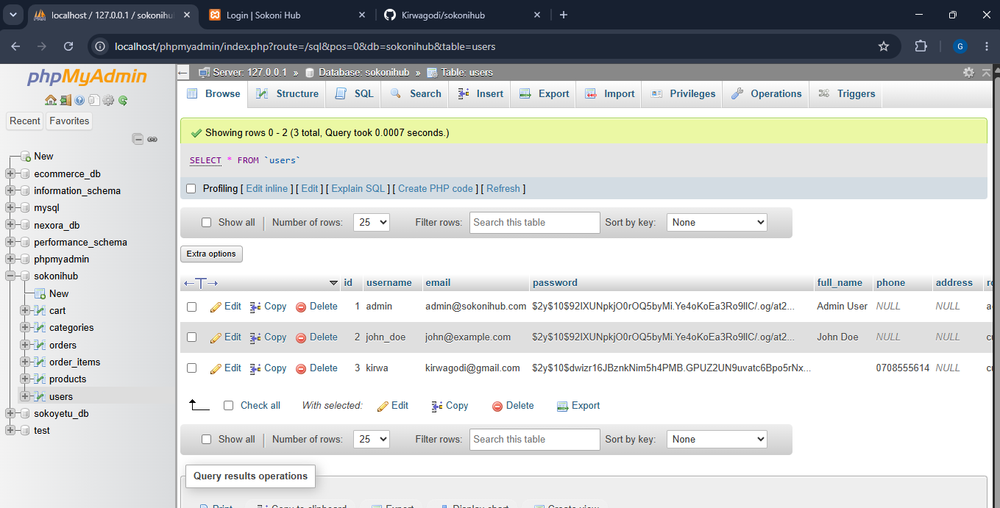 localhost / 127.0.0.1 / sokonihu
Login | Sokoni Hub
Kirwagodi/sokonihub
localhost/phpmyadmin/index.php?route=/sql&pos=0&db=sokonihub&table=users
G
phpMyAdmin
Recent
Favorites
New
ecommerce_db
information_schema
mysql
nexora_db
performance_schema
phpmyadmin
sokonihub
New
cart
categories
orders
order_items
products
users
sokoyetu_db
test
Server: 127.0.0.1 » Database: sokonihub » Table: users
Browse Structure SQL Search Insert Export Import Privileges Operations Triggers
Showing rows 0 - 2 (3 total, Query took 0.0007 seconds.)
SELECT * FROM `users`
Profiling [ Edit inline ] [ Edit ] [ Explain SQL ] [ Create PHP code ] [ Refresh ]
Show all Number of rows: 25 Filter rows: Search this table Sort by key: None
Extra options
id username email password full_name phone address
Edit Copy Delete 1 admin admin@sokonihub.com $2y$10$92IXUNpkjO0rOQ5byMi.Ye4oKoEa3Ro9llC/.og/at2... Admin User NULL NULL
Edit Copy Delete 2 john_doe john@example.com $2y$10$92IXUNpkjO0rOQ5byMi.Ye4oKoEa3Ro9llC/.og/at2... John Doe NULL NULL
Edit Copy Delete 3 kirwa kirwagodi@gmail.com $2y$10$dwizr16JBznkNim5h4PMB.GPUZ2UN9uvatc6Bpo5rNx... 0708555614 NULL
Check all With selected: Edit Copy Delete Export
Show all Number of rows: 25 Filter rows: Search this table Sort by key: None
Query results operations
Print Copy to clipboard Export Display chart Create view